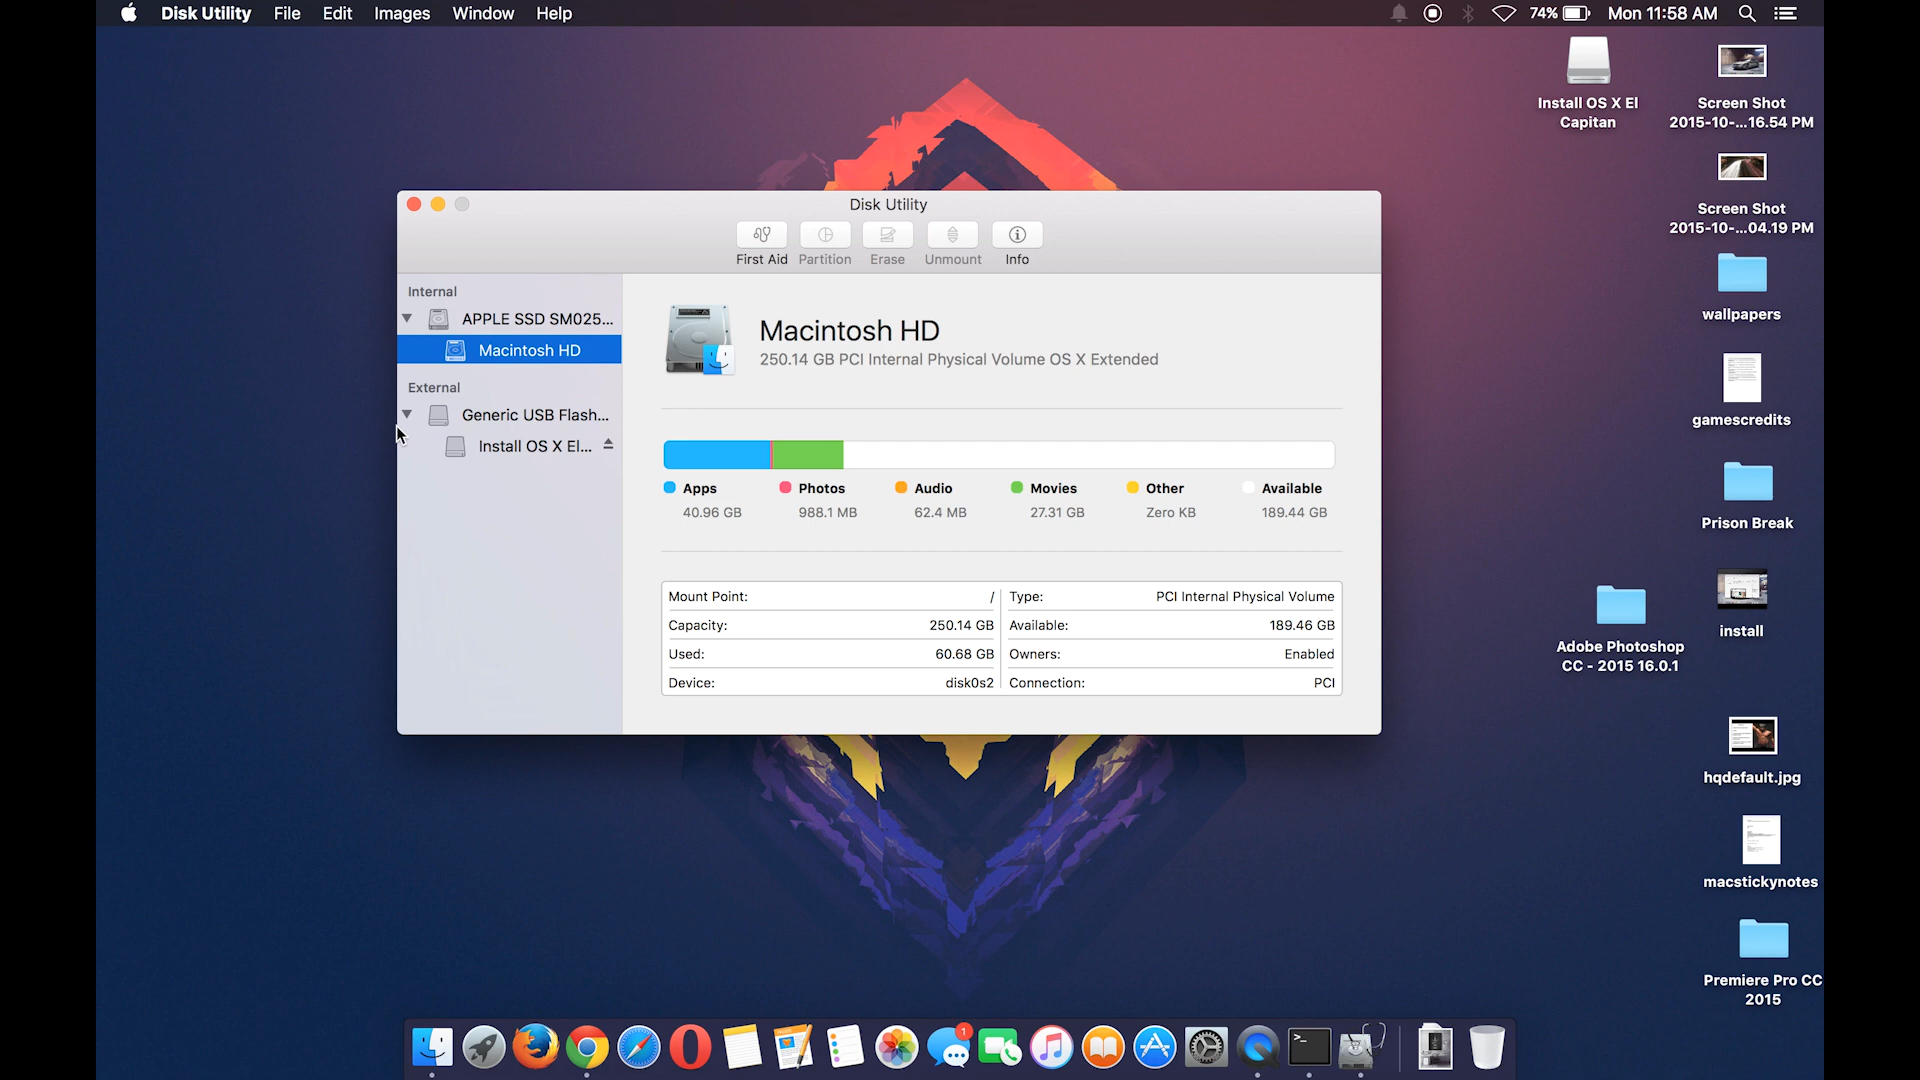 Disk Utility File Edit Images Window Help 74% Mon 11:58 AM
Install OS X El
Capitan
Screen Shot
2015-10-...16.54 PM
Screen Shot
2015-10-...04.19 PM
wallpapers
gamescredits
Prison Break
Adobe Photoshop
CC - 2015 16.0.1
install
hqdefault.jpg
macstickynotes
Premiere Pro CC
2015
Disk Utility
First Aid Partition Erase Unmount Info
Internal
APPLE SSD SM025...
Macintosh HD
External
Generic USB Flash...
Install OS X El...
Macintosh HD
250.14 GB PCI Internal Physical Volume OS X Extended
Apps Photos Audio Movies Other Available
40.96 GB 988.1 MB 62.4 MB 27.31 GB Zero KB 189.44 GB
Mount Point: / Type: PCI Internal Physical Volume
Capacity: 250.14 GB Available: 189.46 GB
Used: 60.68 GB Owners: Enabled
Device: disk0s2 Connection: PCI
1